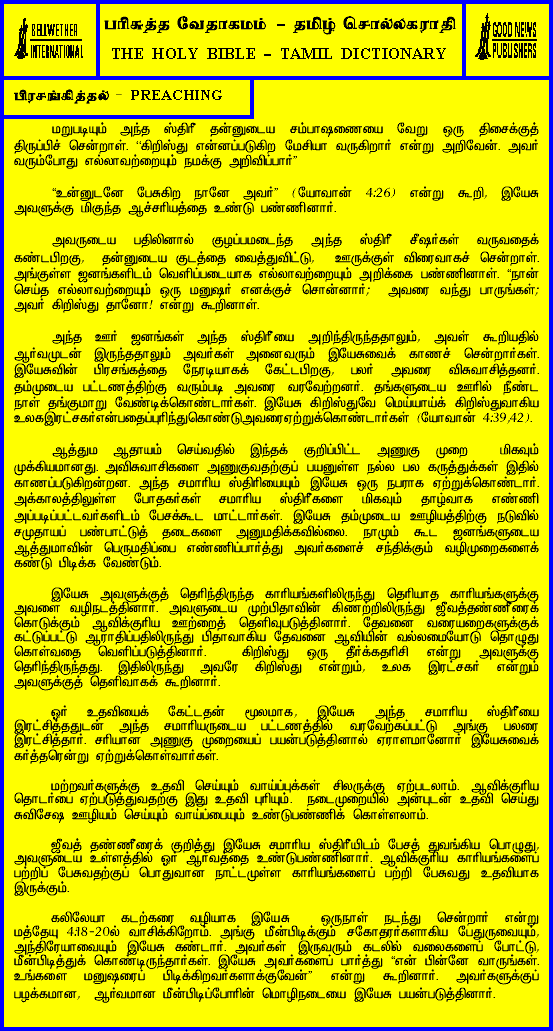 BELLWETHER
INTERNATIONAL
பரிசுத்த வேதாகமம் - தமிழ் சொல்லகராதி
THE HOLY BIBLE - TAMIL DICTIONARY
GOOD NEWS
PUBLISHERS
பிரசங்கித்தல் - PREACHING
மறுபடியும் அந்த ஸ்திரீ தன்னுடைய சம்பாஷணையை வேறு ஒரு திசைக்குத்
திருப்பிச் சென்றாள். “கிறிஸ்து என்னப்படுகிற மேசியா வருகிறார் என்று அறிவேன். அவர்
வரும்போது எல்லாவற்றையும் நமக்கு அறிவிப்பார்”
“உன்னுடனே பேசுகிற நானே அவர்” (யோவான் 4:26) என்று கூறி, இயேசு
அவளுக்கு மிகுந்த ஆச்சரியத்தை உண்டு பண்ணினார்.
அவருடைய பதிலினால் குழப்பமடைந்த அந்த ஸ்திரீ சீஷர்கள் வருவதைக்
கண்டபிறகு, தன்னுடைய குடத்தை வைத்துவிட்டு, ஊருக்குள் விரைவாகச் சென்றாள்.
அங்குள்ள ஜனங்களிடம் வெளிப்படையாக எல்லாவற்றையும் அறிக்கை பண்ணினாள். “நான்
செய்த எல்லாவற்றையும் ஒரு மனுஷர் எனக்குச் சொன்னார்; அவரை வந்து பாருங்கள்;
அவர் கிறிஸ்து தானோ! என்று கூறினாள்.
அந்த ஊர் ஜனங்கள் அந்த ஸ்திரீயை அறிந்திருந்ததாலும், அவள் கூறியதில்
ஆர்வமுடன் இருந்ததாலும் அவர்கள் அனைவரும் இயேசுவைக் காணச் சென்றார்கள்.
இயேசுவின் பிரசங்கத்தை நேரடியாகக் கேட்டபிறகு, பலர் அவரை விசுவாசித்தனர்.
தம்முடைய பட்டணத்திற்கு வரும்படி அவரை வரவேற்றனர். தங்களுடைய ஊரில் நீண்ட
நாள் தங்குமாறு வேண்டிக்கொண்டார்கள். இயேசு கிறிஸ்துவே மெய்யாய்க் கிறிஸ்துவாகிய
உலகஇரட்சகர்என்பதைப்புரிந்துகொண்டுஅவரைஏற்றுக்கொண்டார்கள் (யோவான் 4:39,42).
ஆத்தும ஆதாயம் செய்வதில் இந்தக் குறிப்பிட்ட அணுகு முறை மிகவும்
முக்கியமானது. அவிசுவாசிகளை அணுகுவதற்குப் பயனுள்ள நல்ல பல கருத்துக்கள் இதில்
காணப்படுகின்றன. அந்த சமாரிய ஸ்திரீயையும் இயேசு ஒரு நபராக ஏற்றுக்கொண்டார்.
அக்காலத்திலுள்ள போதகர்கள் சமாரிய ஸ்திரீகளை மிகவும் தாழ்வாக எண்ணி
அப்படிப்பட்டவர்களிடம் பேசக்கூட மாட்டார்கள். இயேசு தம்முடைய ஊழியத்திற்கு நடுவில்
சமுதாயப் பண்பாட்டுத் தடைகளை அனுமதிக்கவில்லை. நாமும் கூட ஜனங்களுடைய
ஆத்துமாவின் பெருமதிப்பை எண்ணிப்பார்த்து அவர்களைச் சந்திக்கும் வழிமுறைகளைக்
கண்டு பிடிக்க வேண்டும்.
இயேசு அவளுக்குத் தெரிந்திருந்த காரியங்களிலிருந்து தெரியாத காரியங்களுக்கு
அவளை வழிநடத்தினார். அவளுடைய முற்பிதாவின் கிணற்றிலிருந்து ஜீவத்தண்ணீரைக்
கொடுக்கும் ஆவிக்குரிய ஊற்றைத் தெளிவுபடுத்தினார். தேவனை வரையறைகளுக்குக்
கட்டுப்பட்டு ஆராதிப்பதிலிருந்து பிதாவாகிய தேவனை ஆவியின் வல்லமையோடு தொழுது
கொள்வதை வெளிப்படுத்தினார். கிறிஸ்து ஒரு தீர்க்கதரிசி என்று அவளுக்கு
தெரிந்திருந்தது. இதிலிருந்து அவரே கிறிஸ்து என்றும், உலக இரட்சகர் என்றும்
அவளுக்குத் தெளிவாகக் கூறினார்.
ஓர் உதவியைக் கேட்டதன் மூலமாக, இயேசு அந்த சமாரிய ஸ்திரீயை
இரட்சித்ததுடன் அந்த சமாரியருடைய பட்டணத்தில் வரவேற்கப்பட்டு அங்கு பலரை
இரட்சித்தார். சரியான அணுகு முறையைப் பயன்படுத்தினால் ஏராளமானோர் இயேசுவைக்
கர்த்தரென்று ஏற்றுக்கொள்வார்கள்.
மற்றவர்களுக்கு உதவி செய்யும் வாய்ப்புக்கள் சிலருக்கு ஏற்படலாம். ஆவிக்குரிய
தொடர்பை ஏற்படுத்துவதற்கு இது உதவி புரியும். நடைமுறையில் அன்புடன் உதவி செய்து
சுவிசேஷ ஊழியம் செய்யும் வாய்ப்பையும் உண்டுபண்ணிக் கொள்ளலாம்.
ஜீவத் தண்ணீரைக் குறித்து இயேசு சமாரிய ஸ்திரீயிடம் பேசத் துவங்கிய பொழுது,
அவளுடைய உள்ளத்தில் ஓர் ஆர்வத்தை உண்டுபண்ணினார். ஆவிக்குரிய காரியங்களைப்
பற்றிப் பேசுவதற்குப் பொதுவான நாட்டமுள்ள காரியங்களைப் பற்றி பேசுவது உதவியாக
இருக்கும்.
கலிலேயா கடற்கரை வழியாக இயேசு ஒருநாள் நடந்து சென்றார் என்று
மத்தேயு 4:18-20ல் வாசிக்கிறோம். அங்கு மீன்பிடிக்கும் சகோதரர்களாகிய பேதுருவையும்,
அந்திரேயாவையும் இயேசு கண்டார். அவர்கள் இருவரும் கடலில் வலைகளைப் போட்டு,
மீன்பிடித்துக் கொண்டிருந்தார்கள். இயேசு அவர்களைப் பார்த்து “என் பின்னே வாருங்கள்.
உங்களை மனுஷரைப் பிடிக்கிறவர்களாக்குவேன்” என்று கூறினார். அவர்களுக்குப்
பழக்கமான, ஆர்வமான மீன்பிடிப்போரின் மொழிநடையை இயேசு பயன்படுத்தினார்.